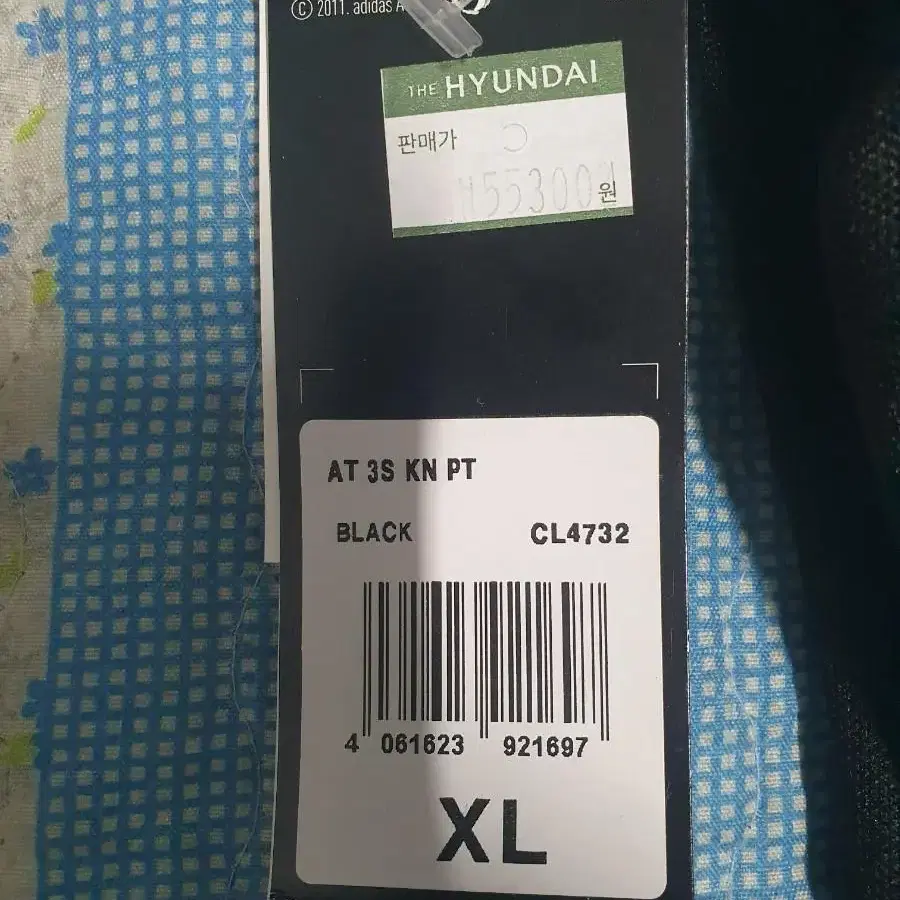 © 2011. adidas A
THE HYUNDAI
판매가
₩55300원
AT 3S KN PT
BLACK CL4732
4 061623 921697
XL